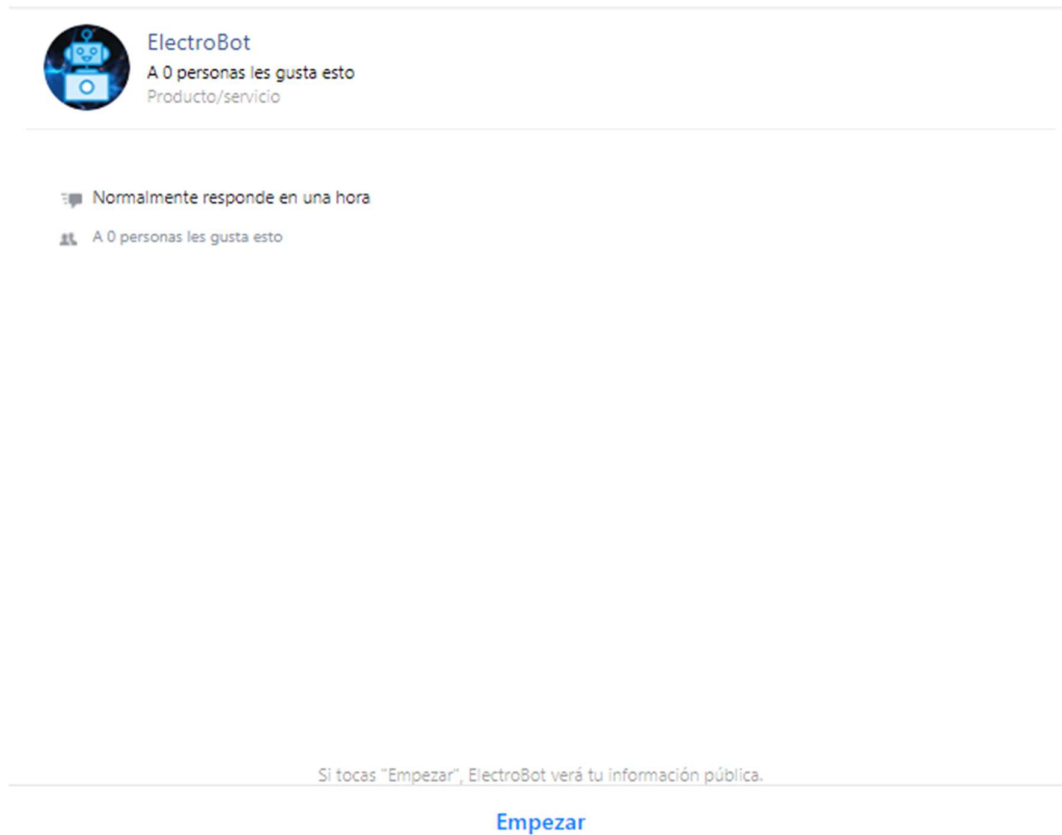 ElectroBot
A 0 personas les gusta esto
Producto/servicio
Normalmente responde en una hora
A 0 personas les gusta esto
Si tocas "Empezar", ElectroBot verá tu información pública.
Empezar